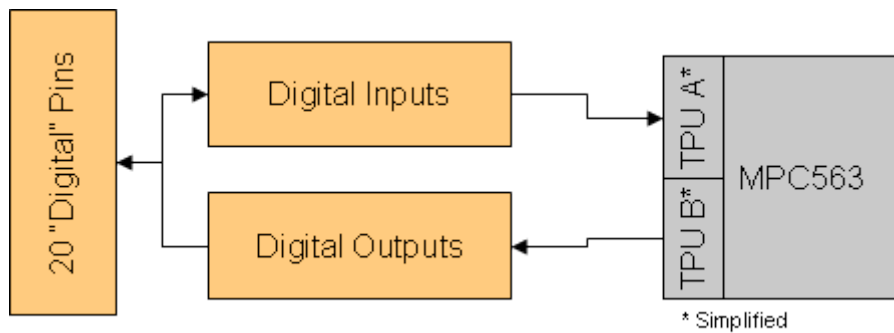 20 "Digital" Pins
Digital Inputs
Digital Outputs
TPU A*
TPU B*
MPC563
* Simplified